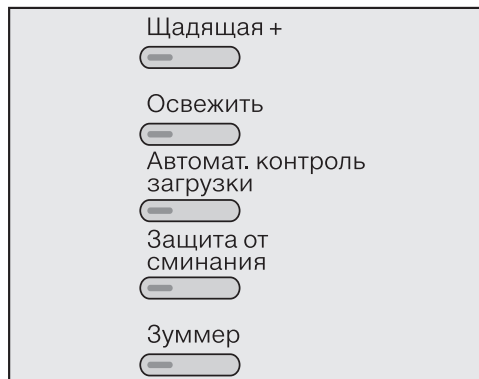 Щадящая +
Освежить
Автомат. контроль
загрузки
Защита от
сминания
Зуммер